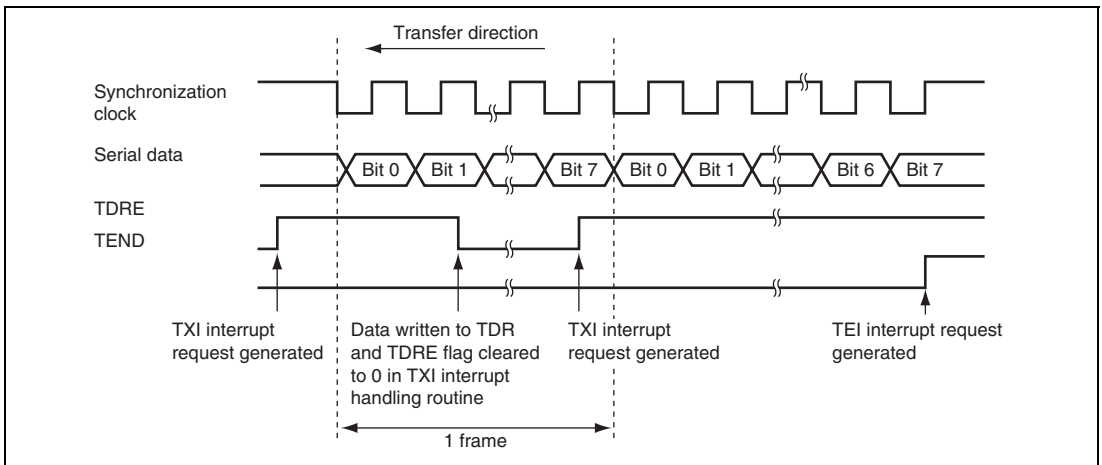 Transfer direction
Synchronization
clock
Serial data
Bit 0 Bit 1 Bit 7 Bit 0 Bit 1 Bit 6 Bit 7
TDRE
TEND
TXI interrupt
request generated
Data written to TDR
and TDRE flag cleared
to 0 in TXI interrupt
handling routine
TXI interrupt
request generated
TEI interrupt request
generated
1 frame